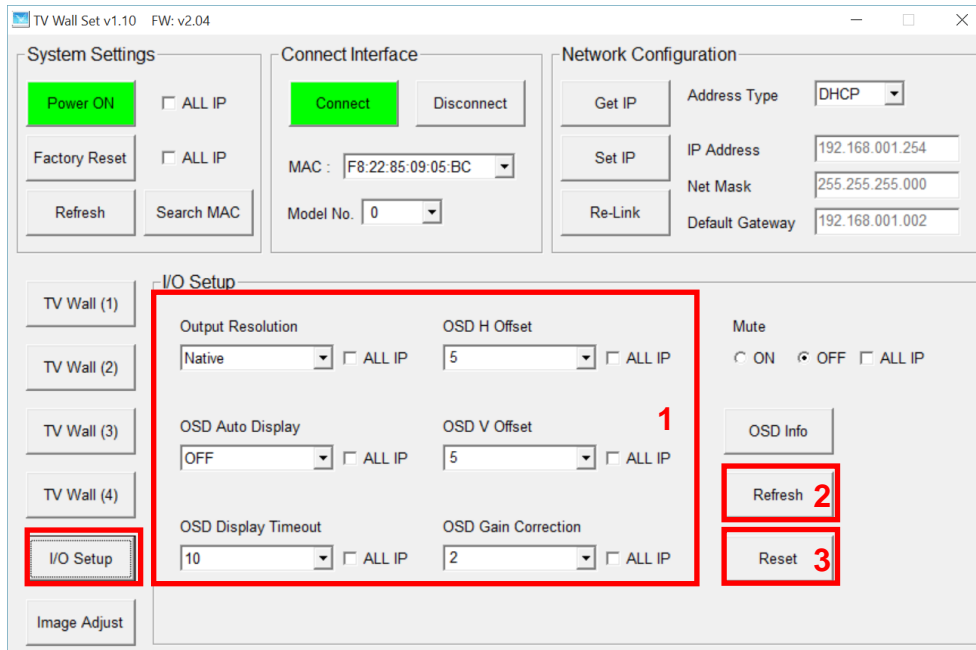 TV Wall Set v1.10 FW: v2.04
System Settings
Power ON ALL IP
Factory Reset ALL IP
Refresh Search MAC
Connect Interface
Connect Disconnect
MAC : F8:22:85:09:05:BC
Model No. 0
Network Configuration
Get IP Address Type DHCP
Set IP IP Address 192.168.001.254
Net Mask 255.255.255.000
Re-Link Default Gateway 192.168.001.002
TV Wall (1)
TV Wall (2)
TV Wall (3)
TV Wall (4)
I/O Setup
Image Adjust
I/O Setup
Output Resolution OSD H Offset Mute
Native ALL IP 5 ALL IP ON OFF ALL IP
1
OSD Auto Display OSD V Offset OSD Info
OFF ALL IP 5 ALL IP
Refresh 2
OSD Display Timeout OSD Gain Correction
10 ALL IP 2 ALL IP Reset 3